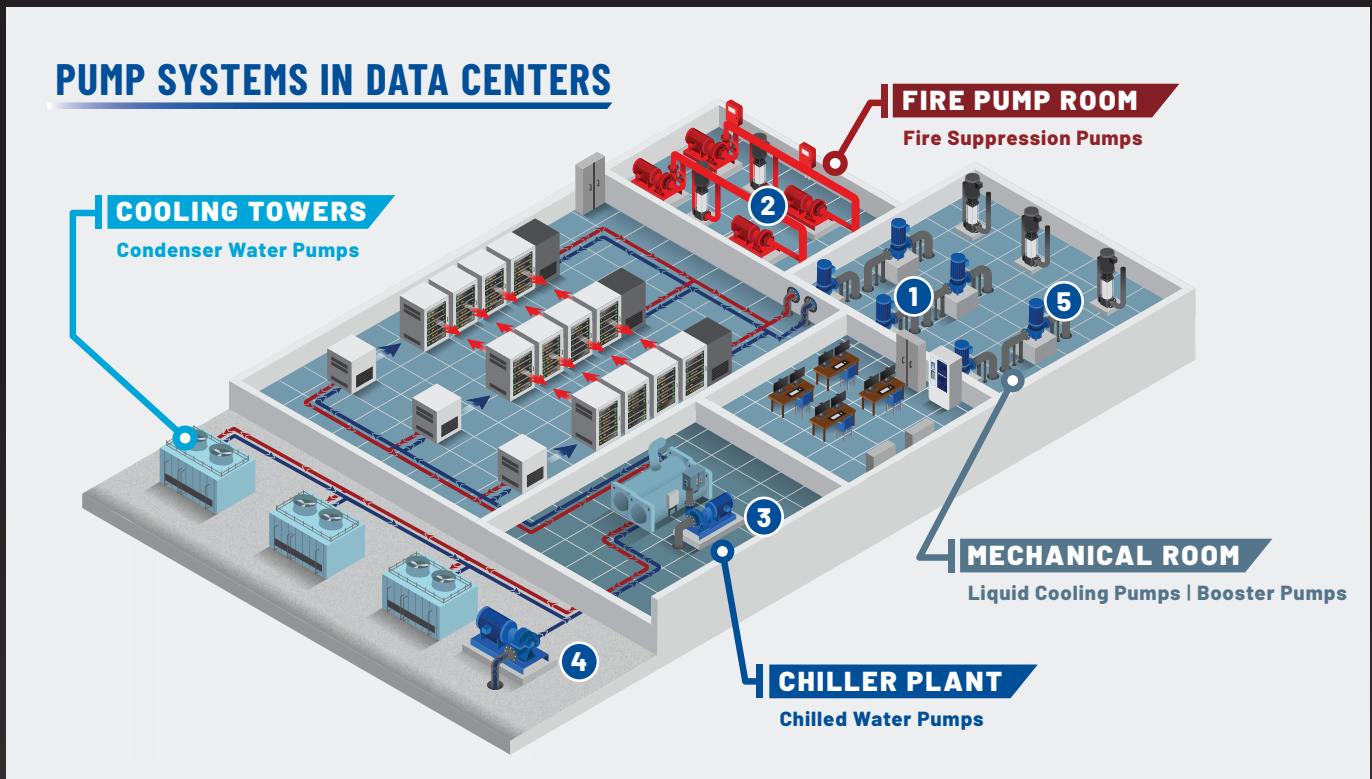 PUMP SYSTEMS IN DATA CENTERS
FIRE PUMP ROOM
Fire Suppression Pumps
COOLING TOWERS
Condenser Water Pumps
2
1
5
3
MECHANICAL ROOM
Liquid Cooling Pumps | Booster Pumps
4
CHILLER PLANT
Chilled Water Pumps